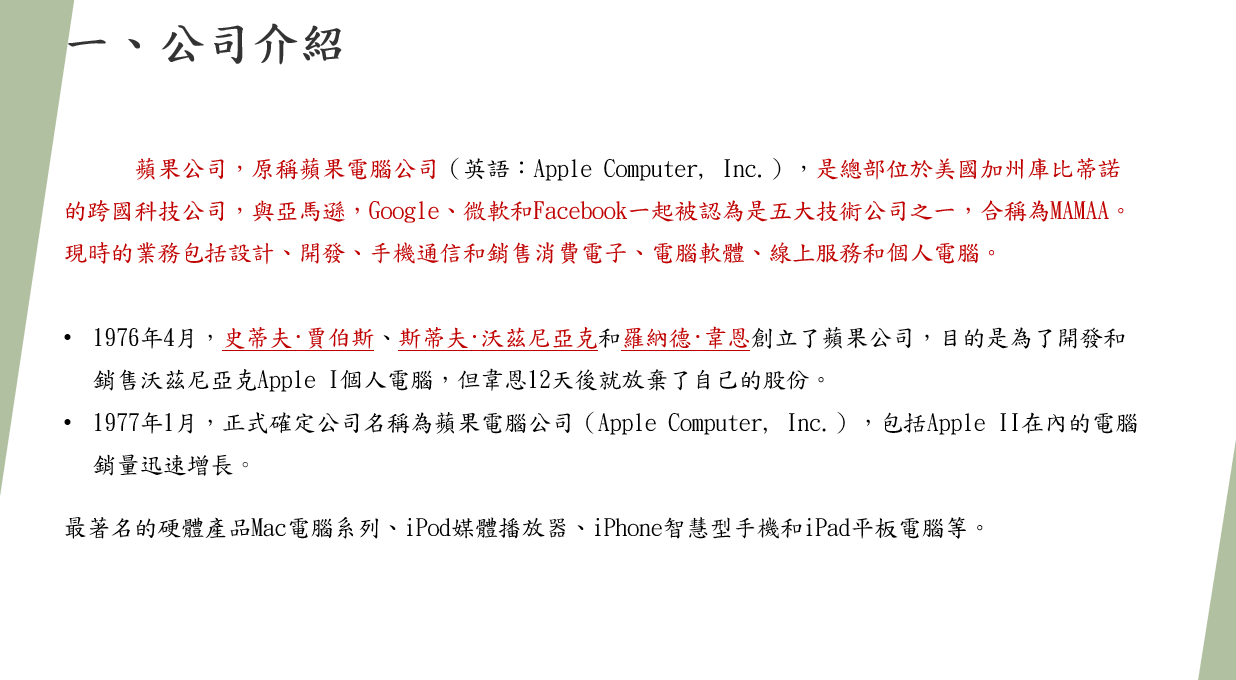 一、公司介紹
蘋果公司，原稱蘋果電腦公司（英語：Apple Computer, Inc.），是總部位於美國加州庫比蒂諾
的跨國科技公司，與亞馬遜，Google、微軟和Facebook一起被認為是五大技術公司之一，合稱為MAMAA。
現時的業務包括設計、開發、手機通信和銷售消費電子、電腦軟體、線上服務和個人電腦。
• 1976年4月，史蒂夫·賈伯斯、斯蒂夫·沃茲尼亞克和羅納德·韋恩創立了蘋果公司，目的是為了開發和
銷售沃茲尼亞克Apple I個人電腦，但韋恩12天後就放棄了自己的股份。
• 1977年1月，正式確定公司名稱為蘋果電腦公司（Apple Computer, Inc.），包括Apple II在內的電腦
銷量迅速增長。
最著名的硬體產品Mac電腦系列、iPod媒體播放器、iPhone智慧型手機和iPad平板電腦等。